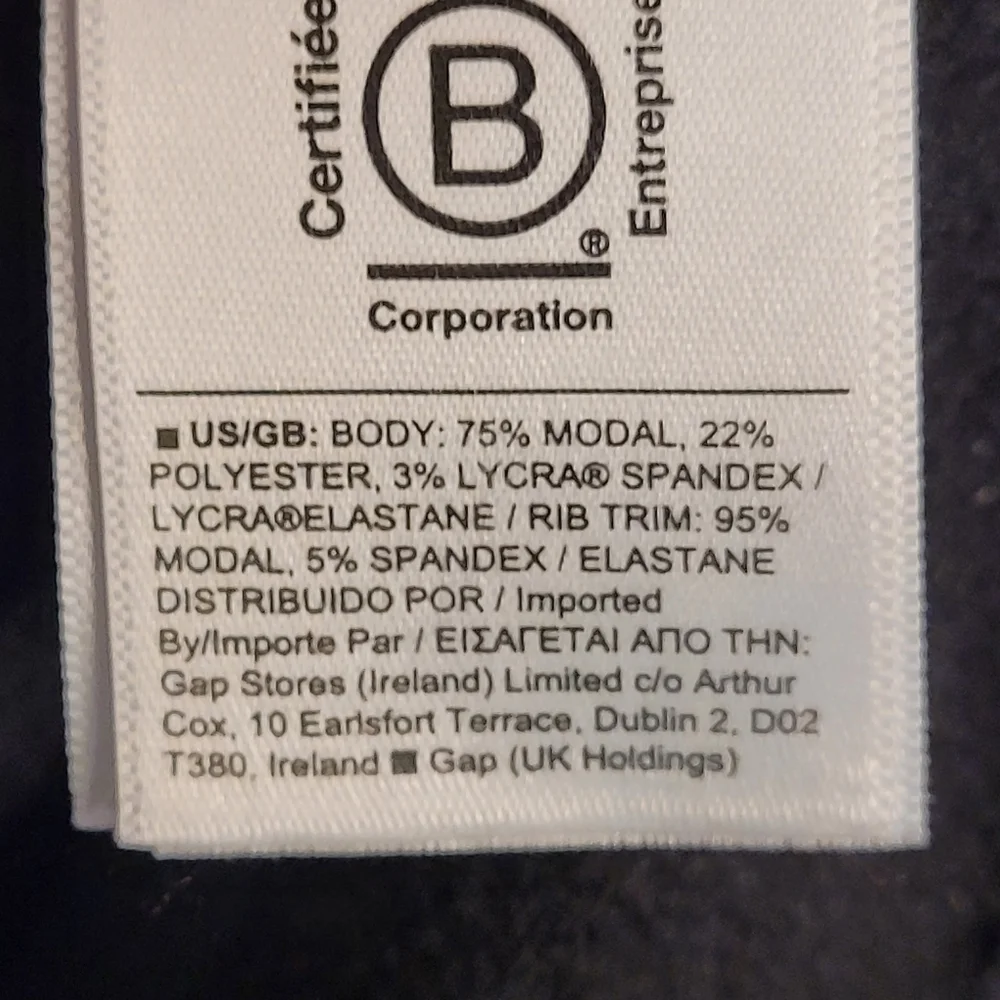 Certifiée
B
Entreprise
®
Corporation
■ US/GB: BODY: 75% MODAL, 22%
POLYESTER, 3% LYCRA® SPANDEX /
LYCRA®ELASTANE / RIB TRIM: 95%
MODAL, 5% SPANDEX / ELASTANE
DISTRIBUIDO POR / Imported
By/Importe Par / ΕΙΣΑΓΕΤΑΙ ΑΠΟ ΤΗΝ:
Gap Stores (Ireland) Limited c/o Arthur
Cox, 10 Earlsfort Terrace, Dublin 2, D02
T380, Ireland ■ Gap (UK Holdings)